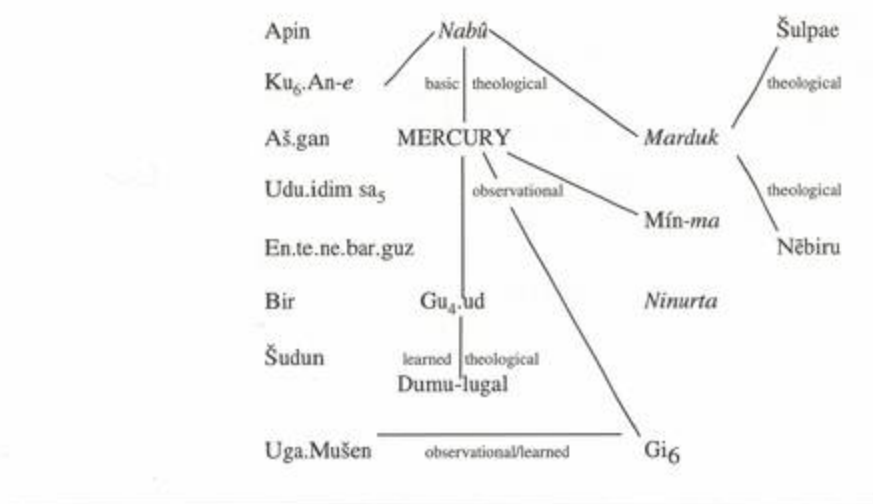 Apin Nabû Šulpae
Ku₆.An-e basic theological theological
Aš.gan MERCURY Marduk
Udu.idim sa₅ observational theological
Mín-ma
En.te.ne.bar.guz Nēbiru
Bir Gu₄.ud Ninurta
Šudun learned theological
Dumu-lugal
Uga.Mušen observational/learned Gi6